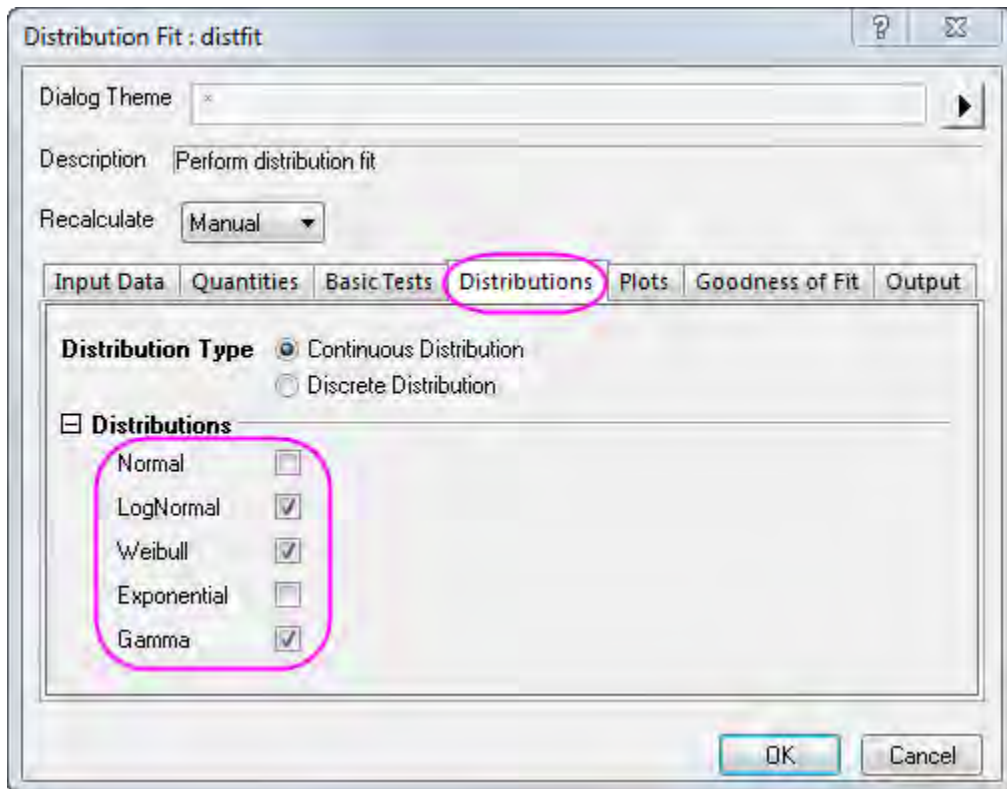 Distribution Fit : distfit
Dialog Theme *
Description Perform distribution fit
Recalculate Manual
Input Data Quantities Basic Tests Distributions Plots Goodness of Fit Output
Distribution Type Continuous Distribution
Discrete Distribution
Distributions
Normal
LogNormal
Weibull
Exponential
Gamma
OK Cancel